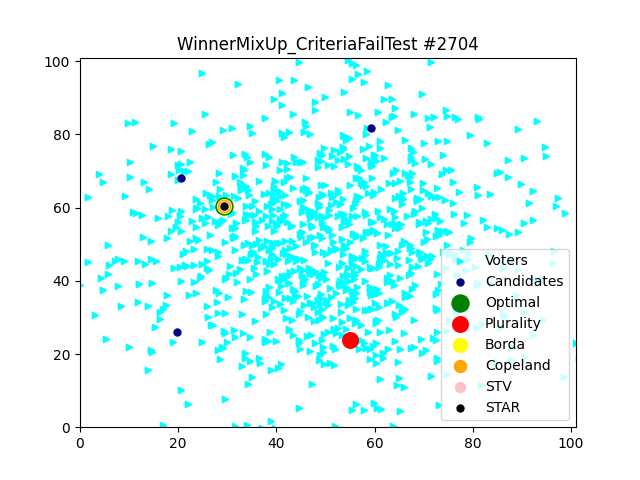 WinnerMixUp_CriteriaFailTest #2704
100
80
60
40
20
0
0
20
40
60
80
100
Voters
Candidates
Optimal
Plurality
Borda
Copeland
STV
STAR